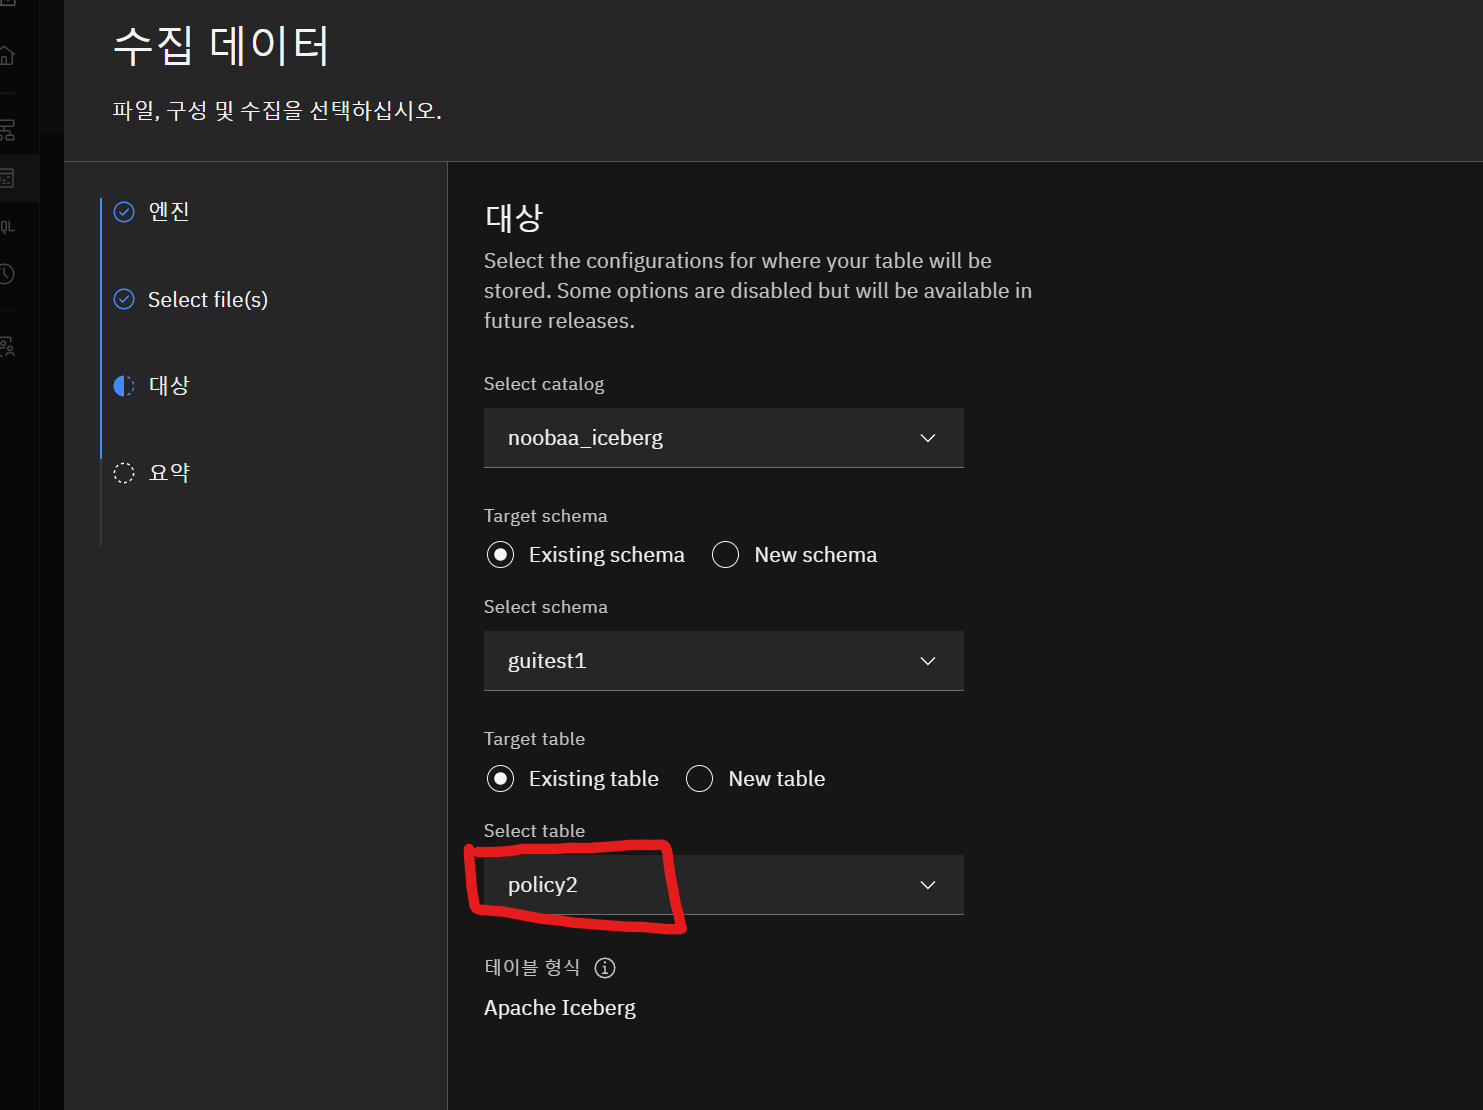 수집 데이터
파일, 구성 및 수집을 선택하십시오.
엔진
Select file(s)
대상
요약
대상
Select the configurations for where your table will be
stored. Some options are disabled but will be available in
future releases.
Select catalog
noobaa_iceberg
Target schema
Existing schema New schema
Select schema
guitest1
Target table
Existing table New table
Select table
policy2
테이블 형식
Apache Iceberg